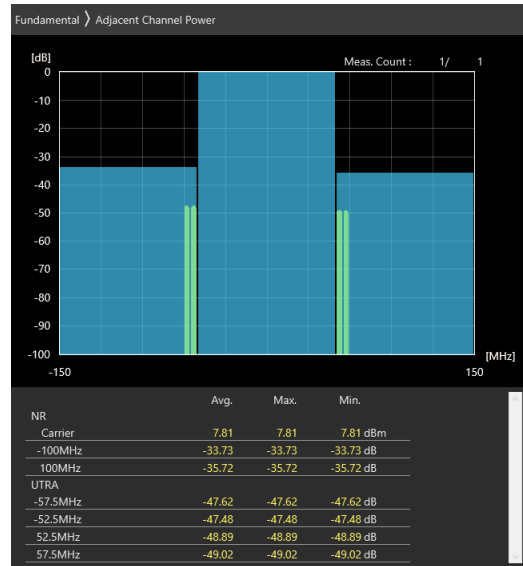 Fundamental ⟩ Adjacent Channel Power
[dB]
Meas. Count : 1/ 1
0
-10
-20
-30
-40
-50
-60
-70
-80
-90
-100
[MHz]
-150 150
Avg. Max. Min.
NR
Carrier 7.81 7.81 7.81 dBm
-100MHz -33.73 -33.73 -33.73 dB
100MHz -35.72 -35.72 -35.72 dB
UTRA
-57.5MHz -47.62 -47.62 -47.62 dB
-52.5MHz -47.48 -47.48 -47.48 dB
52.5MHz -48.89 -48.89 -48.89 dB
57.5MHz -49.02 -49.02 -49.02 dB